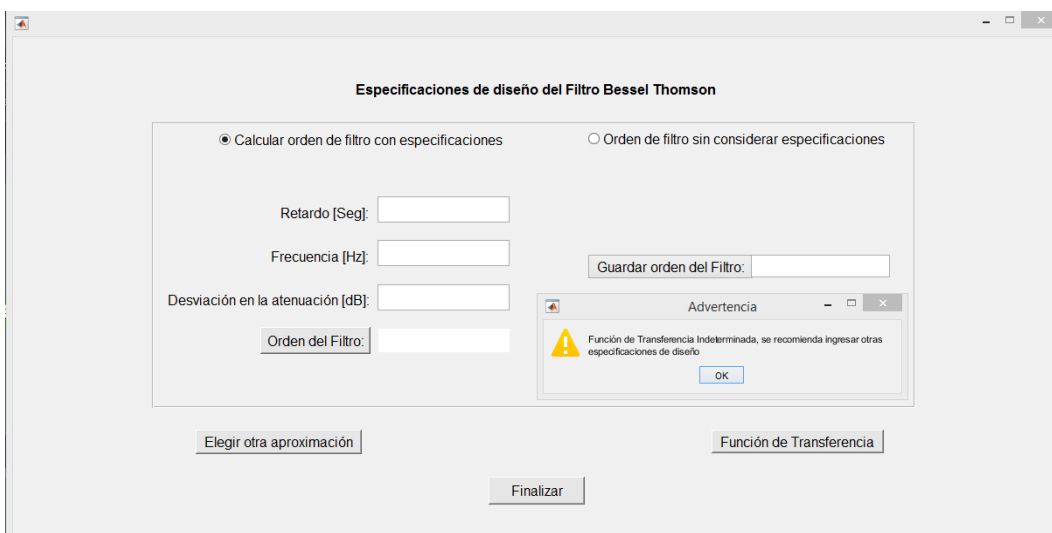 Especificaciones de diseño del Filtro Bessel Thomson
Calcular orden de filtro con especificaciones
Orden de filtro sin considerar especificaciones
Retardo [Seg]:
Frecuencia [Hz]:
Desviación en la atenuación [dB]:
Orden del Filtro:
Guardar orden del Filtro:
Advertencia
Función de Transferencia Indeterminada, se recomienda ingresar otras
especificaciones de diseño
OK
Elegir otra aproximación
Función de Transferencia
Finalizar